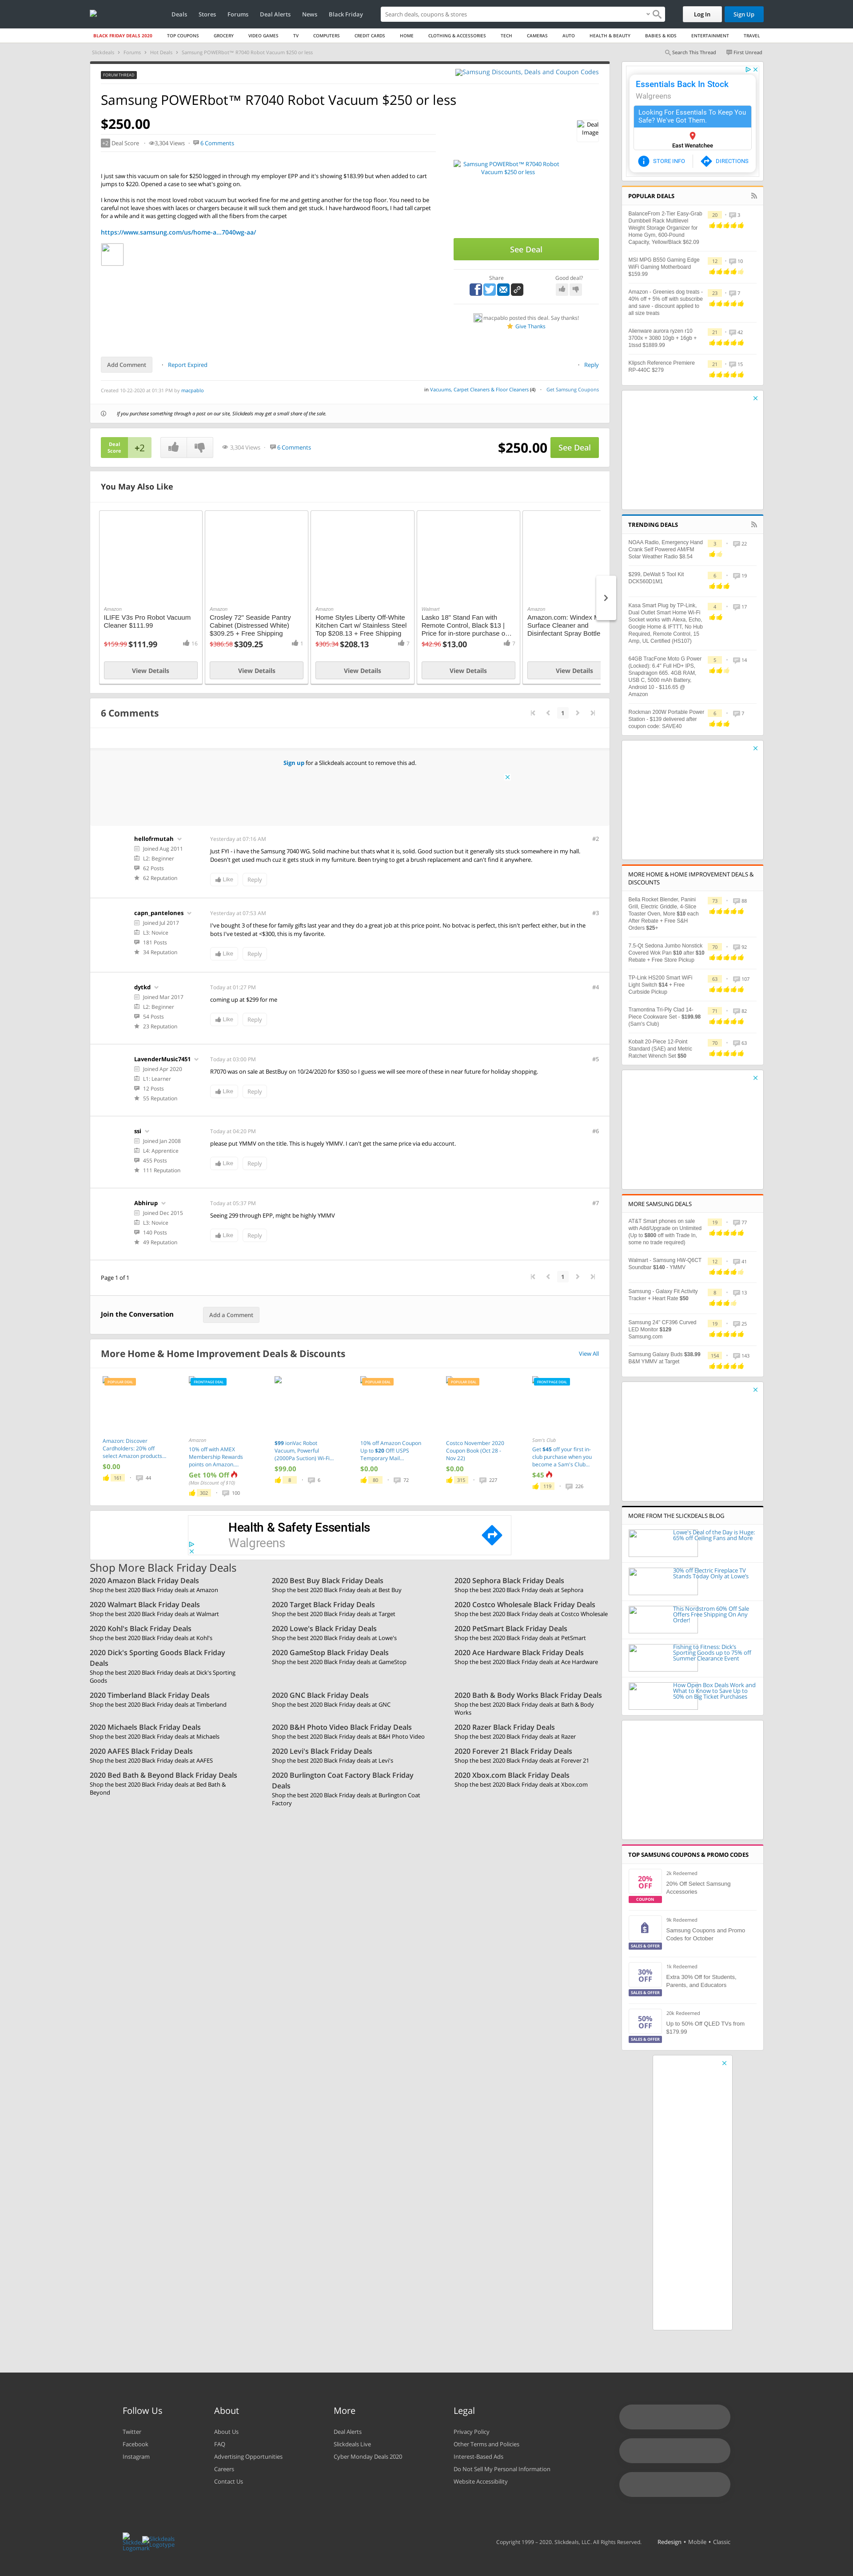 Deals Stores Forums Deal Alerts News Black Friday
Search deals, coupons & stores
Log In Sign Up
BLACK FRIDAY DEALS 2020 TOP COUPONS GROCERY VIDEO GAMES TV COMPUTERS CREDIT CARDS HOME CLOTHING & ACCESSORIES TECH CAMERAS AUTO HEALTH & BEAUTY BABIES & KIDS ENTERTAINMENT TRAVEL
Slickdeals Forums Hot Deals Samsung POWERbot™ R7040 Robot Vacuum $250 or less
Search This Thread First Unread
FORUM THREAD
Samsung Discounts, Deals and Coupon Codes
Samsung POWERbot™ R7040 Robot Vacuum $250 or less
$250.00
+2 Deal Score 3,304 Views 6 Comments
Deal Image
I just saw this vacuum on sale for $250 logged in through my employer EPP and it's showing $183.99 but when added to cart
jumps to $220. Opened a case to see what's going on.
I know this is not the most loved robot vacuum but worked fine for me and getting another for the top floor. You need to be
careful not to leave shoes with laces or chargers because it will suck them and get stuck. I have hardwood floors, I had tall carpet
for a while and it was getting clogged with all the fibers from the carpet
https://www.samsung.com/us/home-a...7040wg-aa/
Samsung POWERbot™ R7040 Robot
Vacuum $250 or less
See Deal
Share Good deal?
macpablo posted this deal. Say thanks!
Give Thanks
Add Comment Report Expired Reply
Created 10-22-2020 at 01:31 PM by macpablo
in Vacuums, Carpet Cleaners & Floor Cleaners (4) Get Samsung Coupons
If you purchase something through a post on our site, Slickdeals may get a small share of the sale.
Deal
Score
+2
3,304 Views 6 Comments
$250.00 See Deal
You May Also Like
Amazon
ILIFE V3s Pro Robot Vacuum
Cleaner $111.99
$159.99 $111.99 16
View Details
Amazon
Crosley 72" Seaside Pantry
Cabinet (Distressed White)
$309.25 + Free Shipping
$386.58 $309.25 1
View Details
Amazon
Home Styles Liberty Off-White
Kitchen Cart w/ Stainless Steel
Top $208.13 + Free Shipping
$305.34 $208.13 7
View Details
Walmart
Lasko 18" Stand Fan with
Remote Control, Black $13 |
Price for in-store purchase o...
$42.96 $13.00 7
View Details
Amazon
Amazon.com: Windex M
Surface Cleaner and
Disinfectant Spray Bottle
View Details
6 Comments
1
Sign up for a Slickdeals account to remove this ad.
hellofrmutah
Joined Aug 2011
L2: Beginner
62 Posts
62 Reputation
Yesterday at 07:16 AM #2
Just FYI - i have the Samsung 7040 WG. Solid machine but thats what it is, solid. Good suction but it generally sits stuck somewhere in my hall.
Doesn't get used much cuz it gets stuck in my furniture. Been trying to get a brush replacement and can't find it anywhere.
Like Reply
capn_pantelones
Joined Jul 2017
L3: Novice
181 Posts
34 Reputation
Yesterday at 07:53 AM #3
I've bought 3 of these for family gifts last year and they do a great job at this price point. No botvac is perfect, this isn't perfect either, but in the
bots I've tested at <$300, this is my favorite.
Like Reply
dytkd
Joined Mar 2017
L2: Beginner
54 Posts
23 Reputation
Today at 01:27 PM #4
coming up at $299 for me
Like Reply
LavenderMusic7451
Joined Apr 2020
L1: Learner
12 Posts
55 Reputation
Today at 03:00 PM #5
R7070 was on sale at BestBuy on 10/24/2020 for $350 so I guess we will see more of these in near future for holiday shopping.
Like Reply
ssi
Joined Jan 2008
L4: Apprentice
455 Posts
111 Reputation
Today at 04:20 PM #6
please put YMMV on the title. This is hugely YMMV. I can't get the same price via edu account.
Like Reply
Abhirup
Joined Dec 2015
L3: Novice
140 Posts
49 Reputation
Today at 05:37 PM #7
Seeing 299 through EPP, might be highly YMMV
Like Reply
Page 1 of 1
1
Join the Conversation Add a Comment
More Home & Home Improvement Deals & Discounts View All
POPULAR DEAL
Amazon: Discover
Cardholders: 20% off
select Amazon products...
$0.00
161 44
FRONTPAGE DEAL
Amazon
10% off with AMEX
Membership Rewards
points on Amazon....
Get 10% Off
(Max Discount of $10)
302 100
$99 ionVac Robot
Vacuum, Powerful
(2000Pa Suction) Wi-Fi...
$99.00
8 6
POPULAR DEAL
10% off Amazon Coupon
Up to $20 Off! USPS
Temporary Mail...
$0.00
80 72
POPULAR DEAL
Costco November 2020
Coupon Book (Oct 28 -
Nov 22)
$0.00
315 227
FRONTPAGE DEAL
Sam's Club
Get $45 off your first in-
club purchase when you
become a Sam's Club...
$45
119 226
Health & Safety Essentials
Walgreens
Shop More Black Friday Deals
2020 Amazon Black Friday Deals
Shop the best 2020 Black Friday deals at Amazon
2020 Best Buy Black Friday Deals
Shop the best 2020 Black Friday deals at Best Buy
2020 Sephora Black Friday Deals
Shop the best 2020 Black Friday deals at Sephora
2020 Walmart Black Friday Deals
Shop the best 2020 Black Friday deals at Walmart
2020 Target Black Friday Deals
Shop the best 2020 Black Friday deals at Target
2020 Costco Wholesale Black Friday Deals
Shop the best 2020 Black Friday deals at Costco Wholesale
2020 Kohl's Black Friday Deals
Shop the best 2020 Black Friday deals at Kohl's
2020 Lowe's Black Friday Deals
Shop the best 2020 Black Friday deals at Lowe's
2020 PetSmart Black Friday Deals
Shop the best 2020 Black Friday deals at PetSmart
2020 Dick's Sporting Goods Black Friday
Deals
Shop the best 2020 Black Friday deals at Dick's Sporting
Goods
2020 GameStop Black Friday Deals
Shop the best 2020 Black Friday deals at GameStop
2020 Ace Hardware Black Friday Deals
Shop the best 2020 Black Friday deals at Ace Hardware
2020 Timberland Black Friday Deals
Shop the best 2020 Black Friday deals at Timberland
2020 GNC Black Friday Deals
Shop the best 2020 Black Friday deals at GNC
2020 Bath & Body Works Black Friday Deals
Shop the best 2020 Black Friday deals at Bath & Body
Works
2020 Michaels Black Friday Deals
Shop the best 2020 Black Friday deals at Michaels
2020 B&H Photo Video Black Friday Deals
Shop the best 2020 Black Friday deals at B&H Photo Video
2020 Razer Black Friday Deals
Shop the best 2020 Black Friday deals at Razer
2020 AAFES Black Friday Deals
Shop the best 2020 Black Friday deals at AAFES
2020 Levi's Black Friday Deals
Shop the best 2020 Black Friday deals at Levi's
2020 Forever 21 Black Friday Deals
Shop the best 2020 Black Friday deals at Forever 21
2020 Bed Bath & Beyond Black Friday Deals
Shop the best 2020 Black Friday deals at Bed Bath &
Beyond
2020 Burlington Coat Factory Black Friday
Deals
Shop the best 2020 Black Friday deals at Burlington Coat
Factory
2020 Xbox.com Black Friday Deals
Shop the best 2020 Black Friday deals at Xbox.com
Essentials Back In Stock
Walgreens
Looking For Essentials To Keep You
Safe? We've Got Them.
East Wenatchee
STORE INFO DIRECTIONS
POPULAR DEALS
BalanceFrom 2-Tier Easy-Grab
Dumbbell Rack Multilevel
Weight Storage Organizer for
Home Gym, 600-Pound
Capacity, Yellow/Black $62.09
20 3
MSI MPG B550 Gaming Edge
WiFi Gaming Motherboard
$159.99
12 10
Amazon - Greenies dog treats -
40% off + 5% off with subscribe
and save - discount applied to
all size treats
23 7
Alienware aurora ryzen r10
3700x + 3080 10gb + 16gb +
1tssd $1889.99
21 42
Klipsch Reference Premiere
RP-440C $279
21 15
TRENDING DEALS
NOAA Radio, Emergency Hand
Crank Self Powered AM/FM
Solar Weather Radio $8.54
3 22
$299, DeWalt 5 Tool Kit
DCK560D1M1
6 19
Kasa Smart Plug by TP-Link,
Dual Outlet Smart Home Wi-Fi
Socket works with Alexa, Echo,
Google Home & IFTTT, No Hub
Required, Remote Control, 15
Amp, UL Certified (HS107)
4 17
64GB TracFone Moto G Power
(Locked): 6.4" Full HD+ IPS,
Snapdragon 665, 4GB RAM,
USB C, 5000 mAh Battery,
Android 10 - $116.65 @
Amazon
5 14
Rockman 200W Portable Power
Station - $139 delivered after
coupon code: SAVE40
6 7
MORE HOME & HOME IMPROVEMENT DEALS &
DISCOUNTS
Bella Rocket Blender, Panini
Grill, Electric Griddle, 4-Slice
Toaster Oven, More $10 each
After Rebate + Free S&H
Orders $25+
73 88
7.5-Qt Sedona Jumbo Nonstick
Covered Wok Pan $10 after $10
Rebate + Free Store Pickup
70 92
TP-Link HS200 Smart WiFi
Light Switch $14 + Free
Curbside Pickup
63 107
Tramontina Tri-Ply Clad 14-
Piece Cookware Set - $199.98
(Sam's Club)
71 82
Kobalt 20-Piece 12-Point
Standard (SAE) and Metric
Ratchet Wrench Set $50
70 63
MORE SAMSUNG DEALS
AT&T Smart phones on sale
with Add/Upgrade on Unlimited
(Up to $800 off with Trade In,
some no trade required)
19 77
Walmart - Samsung HW-Q6CT
Soundbar $140 - YMMV
12 41
Samsung - Galaxy Fit Activity
Tracker + Heart Rate $50
8 13
Samsung 24" CF396 Curved
LED Monitor $129
Samsung.com
19 25
Samsung Galaxy Buds $38.99
B&M YMMV at Target
154 143
MORE FROM THE SLICKDEALS BLOG
Lowe's Deal of the Day is Huge:
65% off Ceiling Fans and More
30% off Electric Fireplace TV
Stands Today Only at Lowe's
This Nordstrom 60% Off Sale
Offers Free Shipping On Any
Order!
Fishing to Fitness: Dick's
Sporting Goods up to 75% off
Summer Clearance Event
How Open Box Deals Work and
What to Know to Save Up to
50% on Big Ticket Purchases
TOP SAMSUNG COUPONS & PROMO CODES
20%
OFF
COUPON
2k Redeemed
20% Off Select Samsung
Accessories
SALES & OFFER
9k Redeemed
Samsung Coupons and Promo
Codes for October
30%
OFF
SALES & OFFER
1k Redeemed
Extra 30% Off for Students,
Parents, and Educators
50%
OFF
SALES & OFFER
20k Redeemed
Up to 50% Off QLED TVs from
$179.99
Follow Us
Twitter
Facebook
Instagram
About
About Us
FAQ
Advertising Opportunities
Careers
Contact Us
More
Deal Alerts
Slickdeals Live
Cyber Monday Deals 2020
Legal
Privacy Policy
Other Terms and Policies
Interest-Based Ads
Do Not Sell My Personal Information
Website Accessibility
Slickdeals
Logotype
Copyright 1999 – 2020. Slickdeals, LLC. All Rights Reserved. Redesign • Mobile • Classic